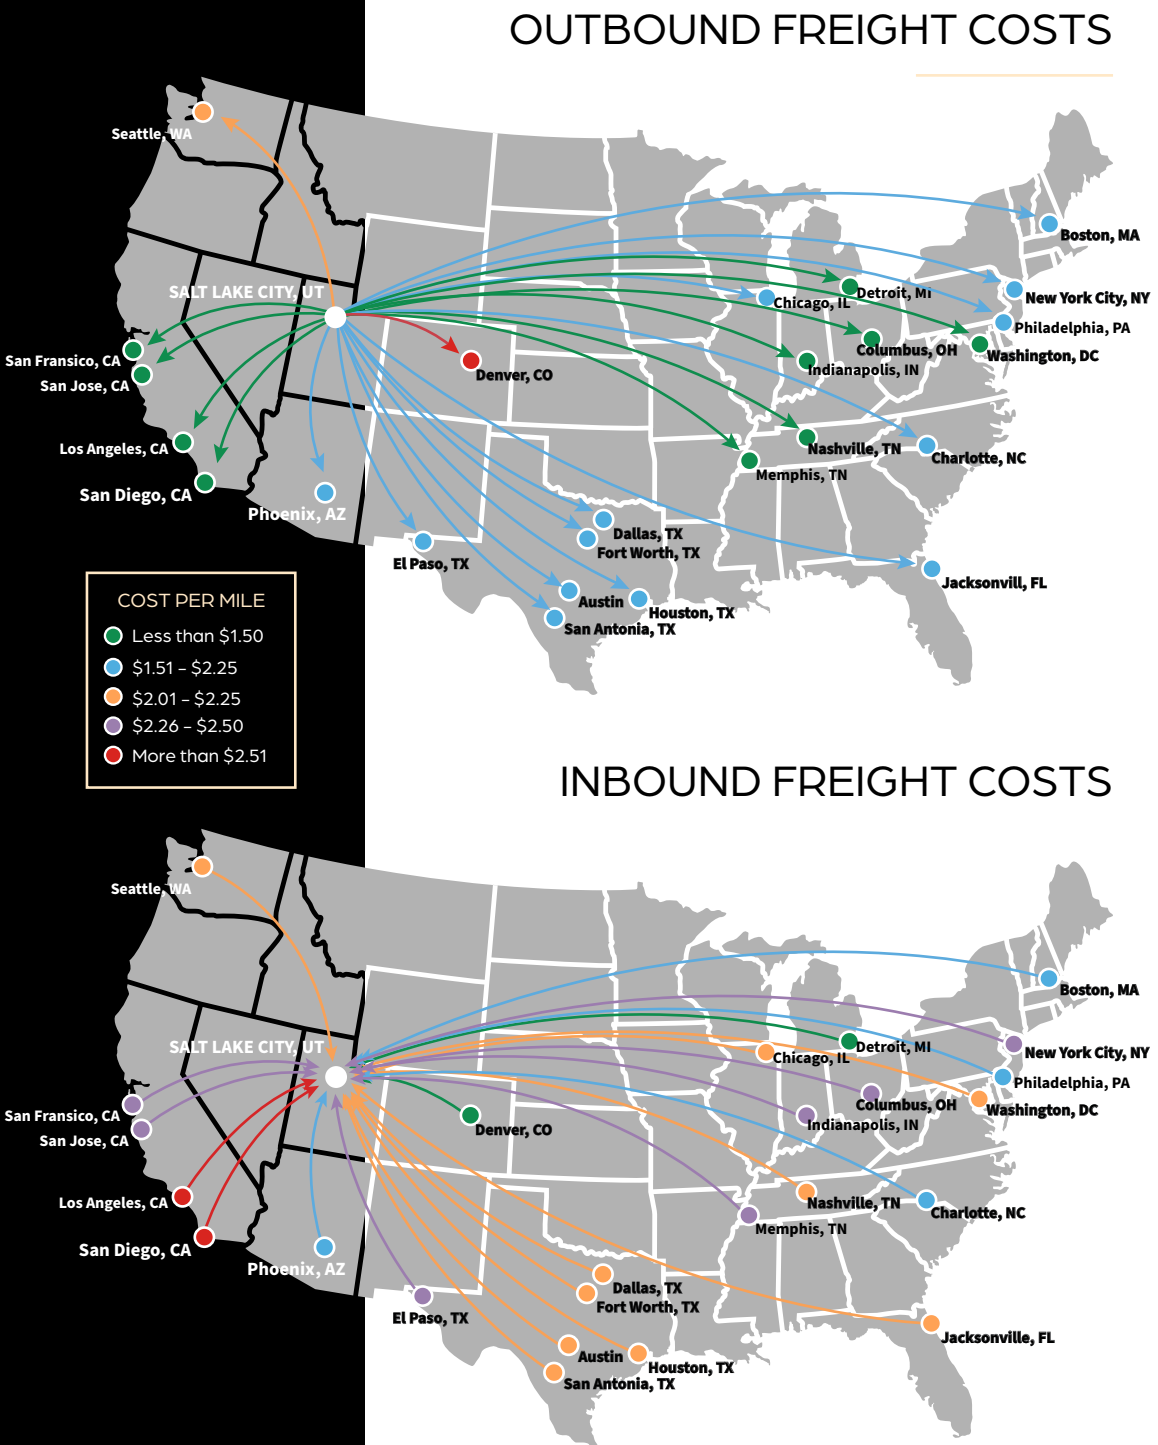 OUTBOUND FREIGHT COSTS
Seattle, WA
Boston, MA
SALT LAKE CITY, UT
Detroit, MI
Chicago, IL
New York City, NY
Philadelphia, PA
San Fransico, CA
Columbus, OH
Washington, DC
Indianapolis, IN
Denver, CO
San Jose, CA
Los Angeles, CA
Nashville, TN
Charlotte, NC
Memphis, TN
San Diego, CA
Phoenix, AZ
Dallas, TX
Fort Worth, TX
El Paso, TX
Jacksonvill, FL
Austin
Houston, TX
San Antonia, TX
COST PER MILE
Less than $1.50
$1.51 – $2.25
$2.01 – $2.25
$2.26 – $2.50
More than $2.51
INBOUND FREIGHT COSTS
Seattle, WA
Boston, MA
SALT LAKE CITY, UT
Detroit, MI
Chicago, IL
New York City, NY
Philadelphia, PA
San Fransico, CA
Columbus, OH
Washington, DC
Indianapolis, IN
Denver, CO
San Jose, CA
Los Angeles, CA
Nashville, TN
Charlotte, NC
Memphis, TN
San Diego, CA
Phoenix, AZ
Dallas, TX
Fort Worth, TX
El Paso, TX
Jacksonville, FL
Austin
Houston, TX
San Antonia, TX